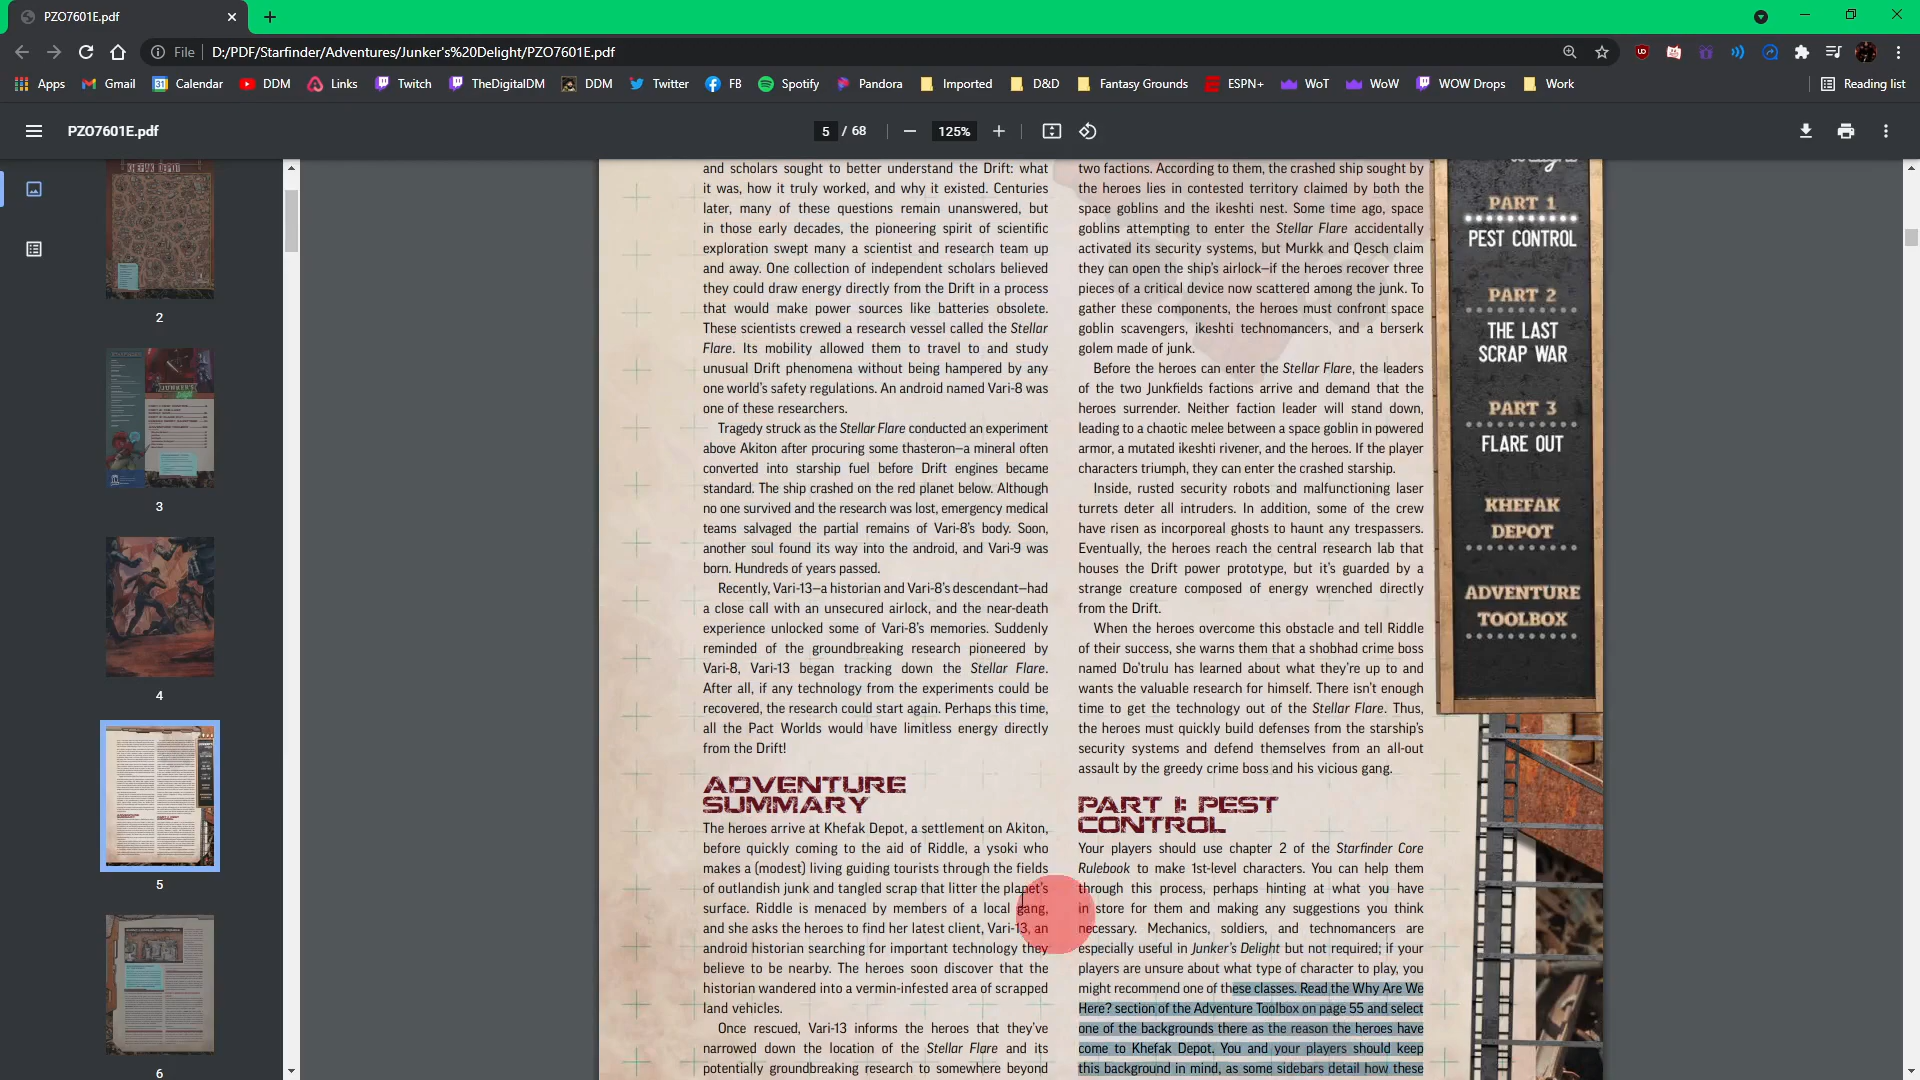 PZO7601E.pdf
File
D:/PDF/Starfinder/Adventures/Junker's%20Delight/PZO7601E.pdf
Apps
Gmail
Calendar
DDM
Links
Twitch
TheDigitalDM
DDM
Twitter
FB
Spotify
Pandora
Imported
D&D
Fantasy Grounds
ESPN+
WoT
WoW
WOW Drops
Work
Reading list
PZO7601E.pdf
5 / 68
125%
2
3
4
5
6
and scholars sought to better understand the Drift: what
it was, how it truly worked, and why it existed. Centuries
later, many of these questions remain unanswered, but
in those early decades, the pioneering spirit of scientific
exploration swept many a scientist and research team up
and away. One collection of independent scholars believed
they could draw energy directly from the Drift in a process
that would make power sources like batteries obsolete.
These scientists crewed a research vessel called the Stellar
Flare. Its mobility allowed them to travel to and study
unusual Drift phenomena without being hampered by any
one world's safety regulations. An android named Vari-8 was
one of these researchers.
Tragedy struck as the Stellar Flare conducted an experiment
above Akiton after procuring some thasteron—a mineral often
converted into starship fuel before Drift engines became
standard. The ship crashed on the red planet below. Although
no one survived and the research was lost, emergency medical
teams salvaged the partial remains of Vari-8's body. Soon,
another soul found its way into the android, and Vari-9 was
born. Hundreds of years passed.
Recently, Vari-13—a historian and Vari-8's descendant—had
a close call with an unsecured airlock, and the near-death
experience unlocked some of Vari-8's memories. Suddenly
reminded of the groundbreaking research pioneered by
Vari-8, Vari-13 began tracking down the Stellar Flare.
After all, if any technology from the experiments could be
recovered, the research could start again. Perhaps this time,
all the Pact Worlds would have limitless energy directly
from the Drift!
ADVENTURE
SUMMARY
The heroes arrive at Khefak Depot, a settlement on Akiton,
before quickly coming to the aid of Riddle, a ysoki who
makes a (modest) living guiding tourists through the fields
of outlandish junk and tangled scrap that litter the planet's
surface. Riddle is menaced by members of a local gang,
and she asks the heroes to find her latest client, Vari-13, an
android historian searching for important technology they
believe to be nearby. The heroes soon discover that the
historian wandered into a vermin-infested area of scrapped
land vehicles.
Once rescued, Vari-13 informs the heroes that they've
narrowed down the location of the Stellar Flare and its
potentially groundbreaking research to somewhere beyond
two factions. According to them, the crashed ship sought by
the heroes lies in contested territory claimed by both the
space goblins and the ikeshti nest. Some time ago, space
goblins attempting to enter the Stellar Flare accidentally
activated its security systems, but Murkk and Qesch claim
they can open the ship's airlock—if the heroes recover three
pieces of a critical device now scattered among the junk. To
gather these components, the heroes must confront space
goblin scavengers, ikeshti technomancers, and a berserk
golem made of junk.
Before the heroes can enter the Stellar Flare, the leaders
of the two Junkfields factions arrive and demand that the
heroes surrender. Neither faction leader will stand down,
leading to a chaotic melee between a space goblin in powered
armor, a mutated ikeshti rivener, and the heroes. If the player
characters triumph, they can enter the crashed starship.
Inside, rusted security robots and malfunctioning laser
turrets deter all intruders. In addition, some of the crew
have risen as incorporeal ghosts to haunt any trespassers.
Eventually, the heroes reach the central research lab that
houses the Drift power prototype, but it's guarded by a
strange creature composed of energy wrenched directly
from the Drift.
When the heroes overcome this obstacle and tell Riddle
of their success, she warns them that a shobhad crime boss
named Do'trulu has learned about what they're up to and
wants the valuable research for himself. There isn't enough
time to get the technology out of the Stellar Flare. Thus,
the heroes must quickly build defenses from the starship's
security systems and defend themselves from an all-out
assault by the greedy crime boss and his vicious gang.
PART 1: PEST
CONTROL
Your players should use chapter 2 of the Starfinder Core
Rulebook to make 1st-level characters. You can help them
through this process, perhaps hinting at what you have
in store for them and making any suggestions you think
necessary. Mechanics, soldiers, and technomancers are
especially useful in Junker's Delight but not required; if your
players are unsure about what type of character to play, you
might recommend one of these classes. Read the Why Are We
Here? section of the Adventure Toolbox on page 55 and select
one of the backgrounds there as the reason the heroes have
come to Khefak Depot. You and your players should keep
this background in mind, as some sidebars detail how these
PART 1
PEST CONTROL
PART 2
THE LAST
SCRAP WAR
PART 3
FLARE OUT
KHEFAK
DEPOT
ADVENTURE
TOOLBOX